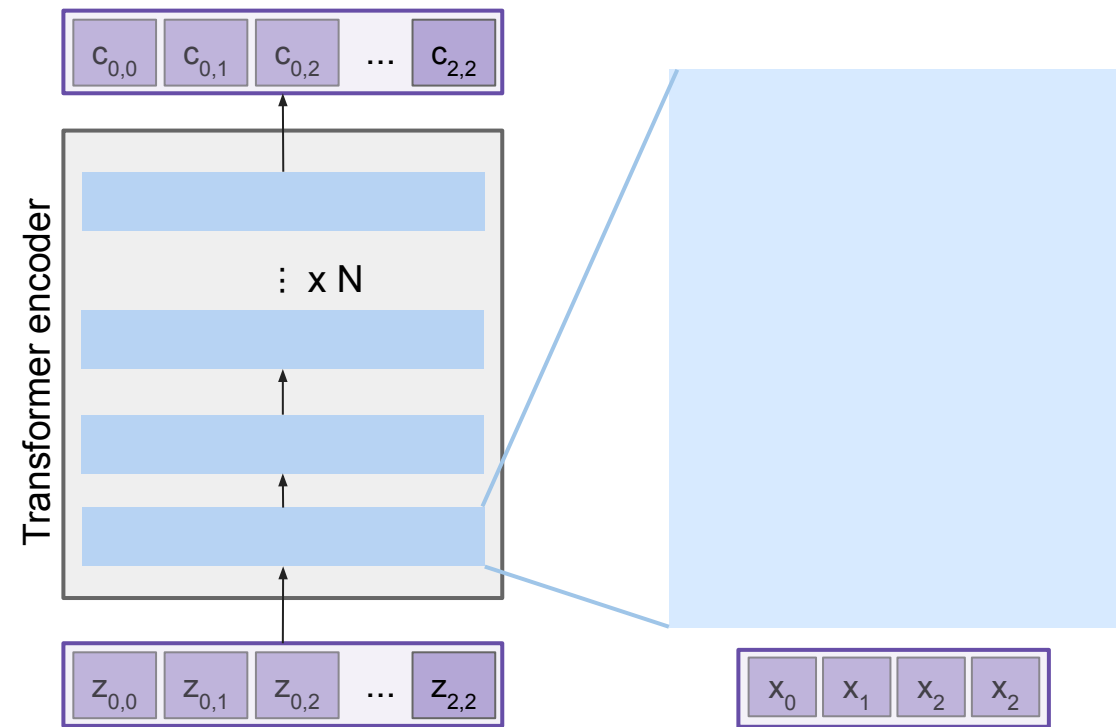 c0,0 c0,1 c0,2 ... c2,2
Transformer encoder
⋮ x N
z0,0 z0,1 z0,2 ... z2,2
x0 x1 x2 x2